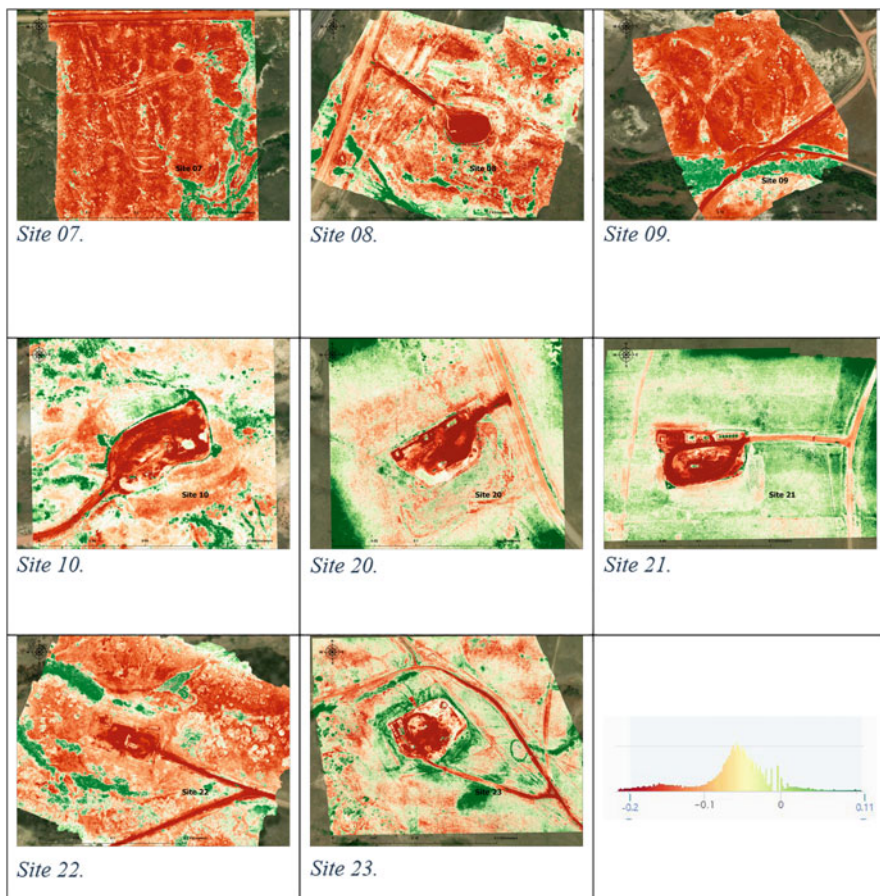 Site 07
Site 08
Site 09
Site 07.
Site 08.
Site 09.
Site 10
Site 20
Site 21
Site 10.
Site 20.
Site 21.
Site 22
Site 23
-0.2
-0.1
0
0.11
Site 22.
Site 23.